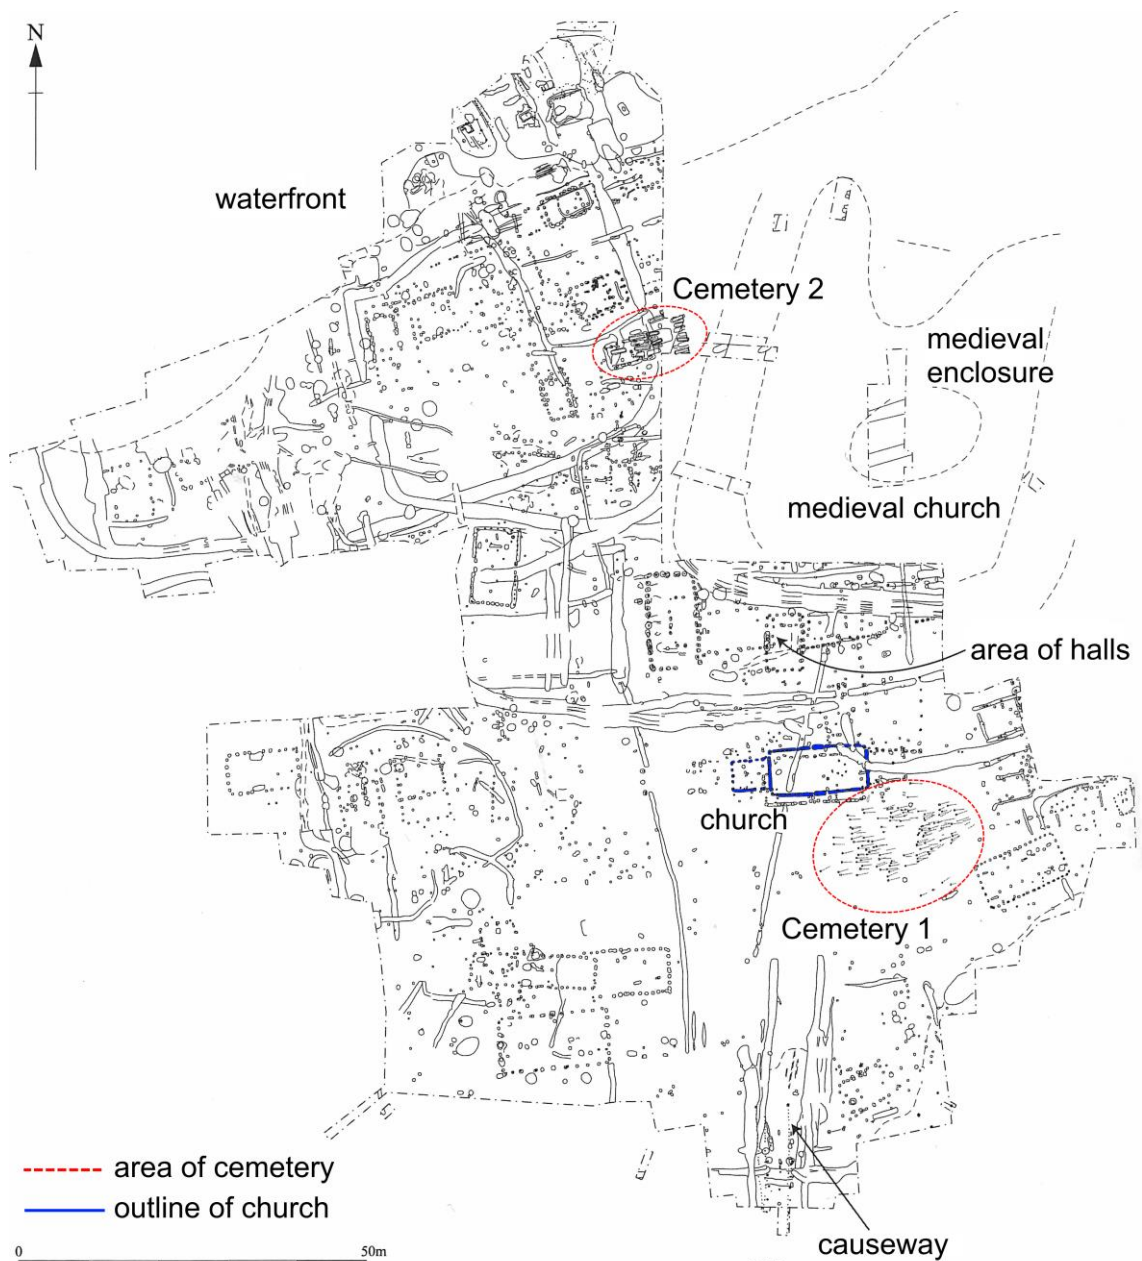 N
waterfront
Cemetery 2
medieval
enclosure
medieval church
area of halls
church
Cemetery 1
area of cemetery
outline of church
causeway
0
50m